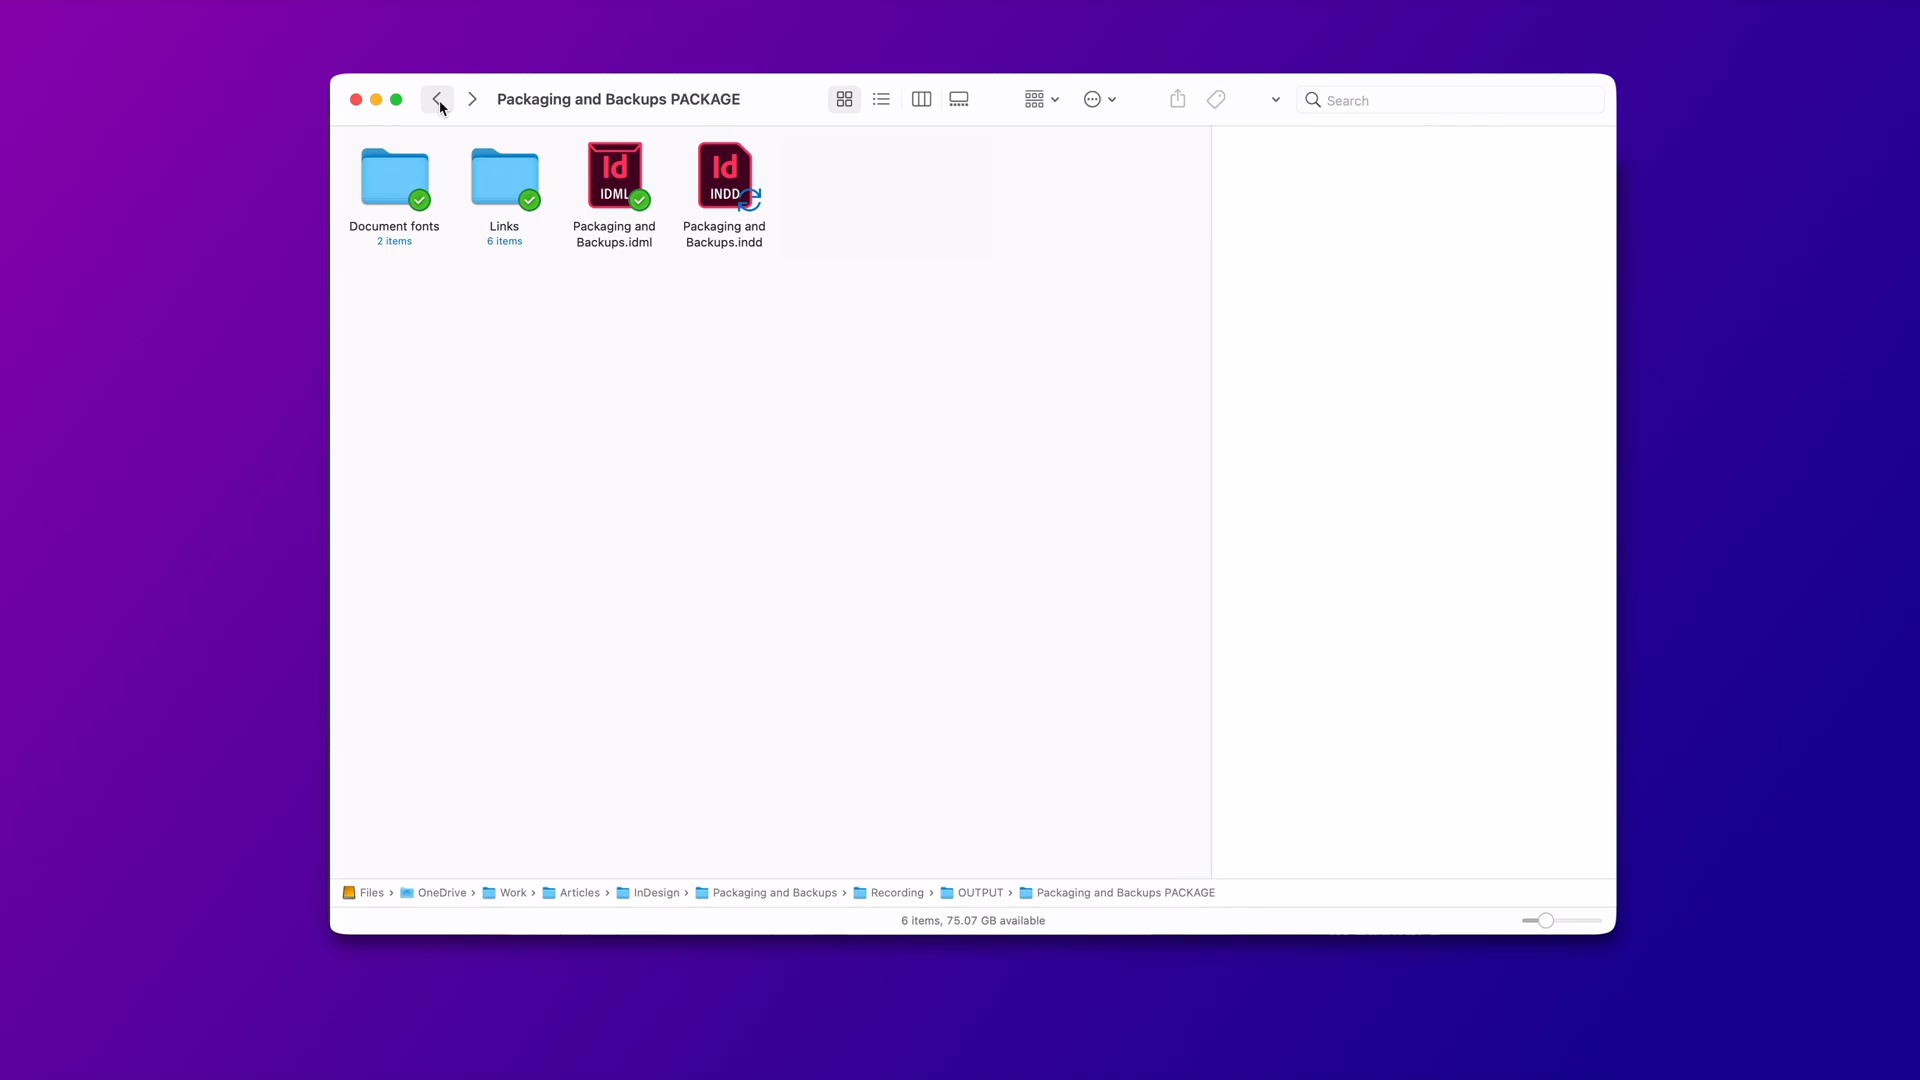 Packaging and Backups PACKAGE
Search
Id
IDML
Id
INDD
Document fonts
2 items
Links
6 items
Packaging and
Backups.idml
Packaging and
Backups.indd
Files › OneDrive › Work › Articles › InDesign › Packaging and Backups › Recording › OUTPUT › Packaging and Backups PACKAGE
6 items, 75.07 GB available